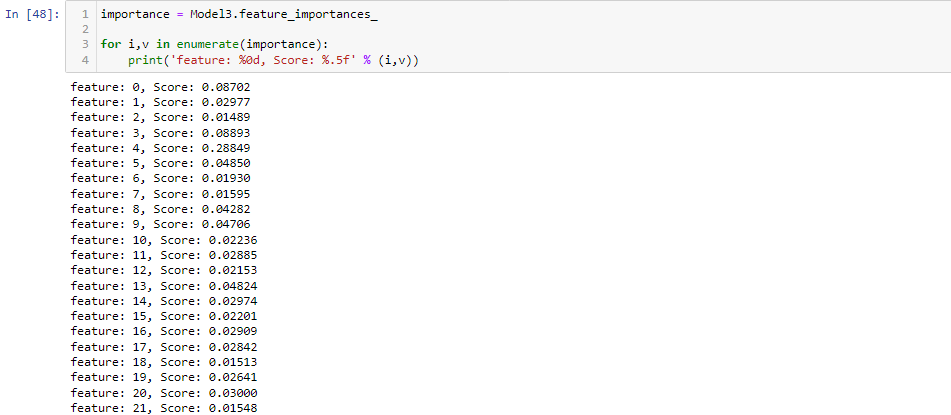 In [48]:
1 importance = Model3.feature_importances_
2
3 for i,v in enumerate(importance):
4     print('feature: %0d, Score: %.5f' % (i,v))
feature: 0, Score: 0.08702
feature: 1, Score: 0.02977
feature: 2, Score: 0.01489
feature: 3, Score: 0.08893
feature: 4, Score: 0.28849
feature: 5, Score: 0.04850
feature: 6, Score: 0.01930
feature: 7, Score: 0.01595
feature: 8, Score: 0.04282
feature: 9, Score: 0.04706
feature: 10, Score: 0.02236
feature: 11, Score: 0.02885
feature: 12, Score: 0.02153
feature: 13, Score: 0.04824
feature: 14, Score: 0.02974
feature: 15, Score: 0.02201
feature: 16, Score: 0.02909
feature: 17, Score: 0.02842
feature: 18, Score: 0.01513
feature: 19, Score: 0.02641
feature: 20, Score: 0.03000
feature: 21, Score: 0.01548